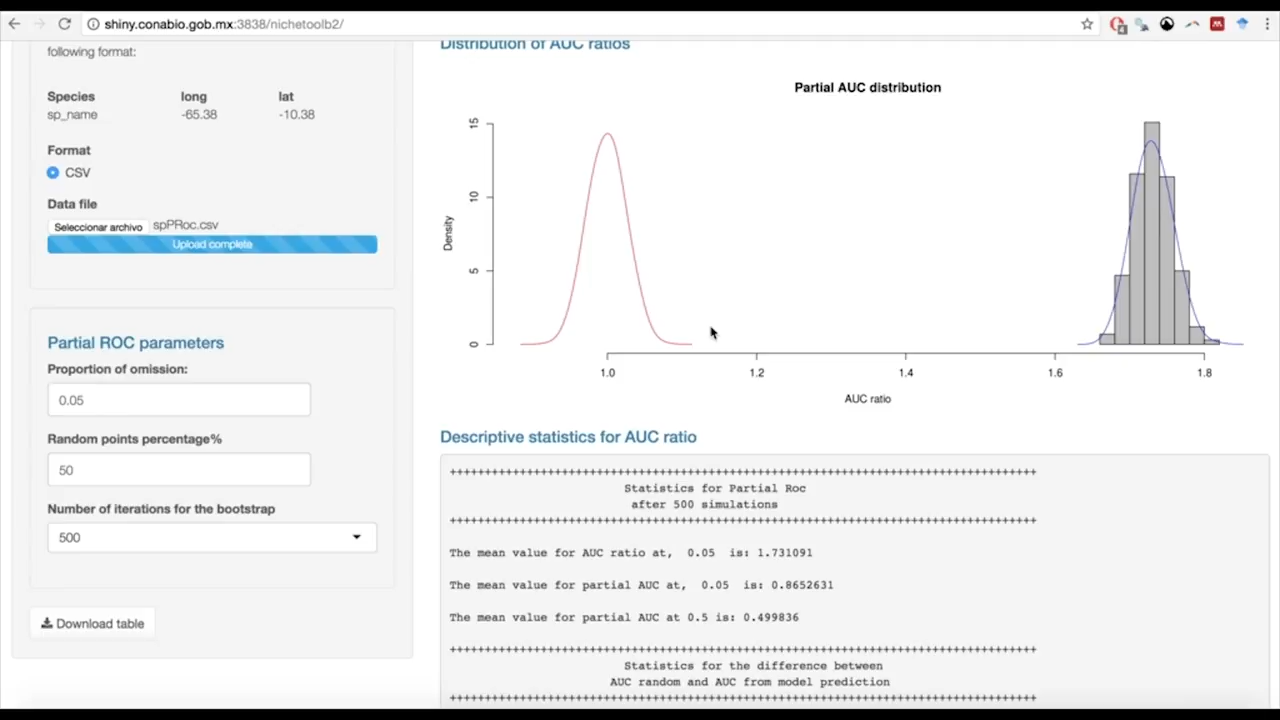 shiny.conabio.gob.mx:3838/nichetoolb2/
4
following format:
Species long lat
sp_name -65.38 -10.38
Format
CSV
Data file
Seleccionar archivo spPRoc.csv
Upload complete
Partial ROC parameters
Proportion of omission:
0.05
Random points percentage%
50
Number of iterations for the bootstrap
500
Download table
Distribution of AUC ratios
Partial AUC distribution
15
10
5
0
Density
1.0 1.2 1.4 1.6 1.8
AUC ratio
Descriptive statistics for AUC ratio
++++++++++++++++++++++++++++++++++++++++++++++++++++++++++++++++++++++++++++++++++
Statistics for Partial Roc
after 500 simulations
++++++++++++++++++++++++++++++++++++++++++++++++++++++++++++++++++++++++++++++++++
The mean value for AUC ratio at, 0.05 is: 1.731091
The mean value for partial AUC at, 0.05 is: 0.8652631
The mean value for partial AUC at 0.5 is: 0.499836
++++++++++++++++++++++++++++++++++++++++++++++++++++++++++++++++++++++++++++++++++
Statistics for the difference between
AUC random and AUC from model prediction
++++++++++++++++++++++++++++++++++++++++++++++++++++++++++++++++++++++++++++++++++